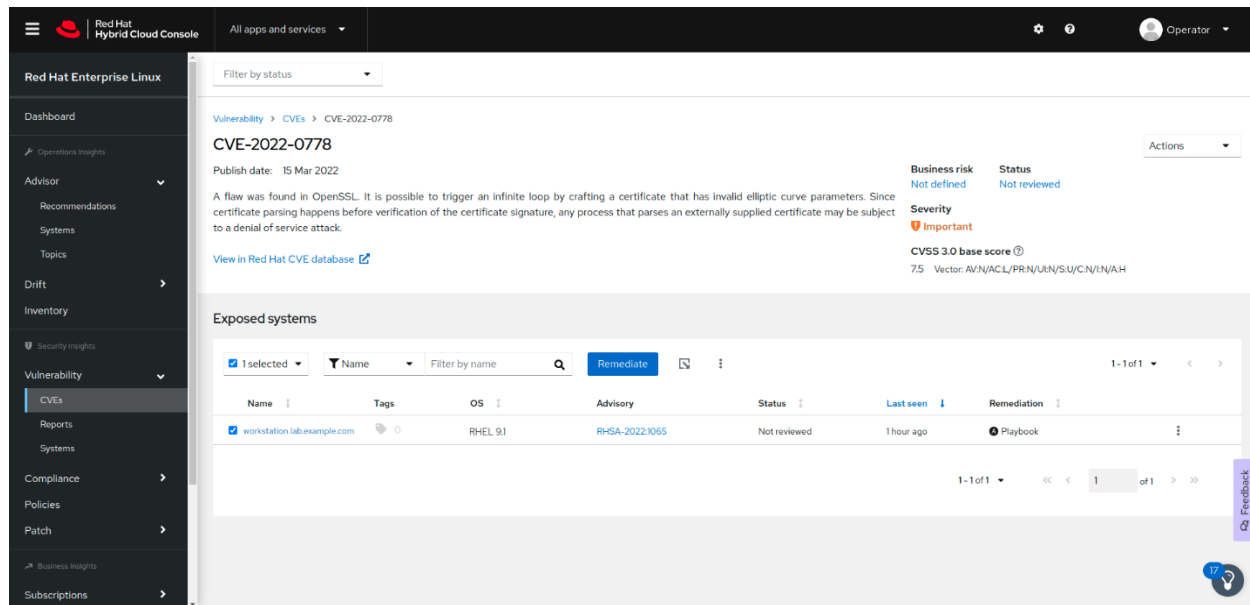 Red Hat
Hybrid Cloud Console
All apps and services
Operator
Red Hat Enterprise Linux
Filter by status
Dashboard
Vulnerability > CVEs > CVE-2022-0778
Operations Insights
CVE-2022-0778
Actions
Publish date: 15 Mar 2022
Business risk Status
Not defined Not reviewed
Advisor
A flaw was found in OpenSSL. It is possible to trigger an infinite loop by crafting a certificate that has invalid elliptic curve parameters. Since
certificate parsing happens before verification of the certificate signature, any process that parses an externally supplied certificate may be subject
to a denial of service attack.
Severity
Important
Recommendations
Systems
Topics
View in Red Hat CVE database
CVSS 3.0 base score
7.5 Vector: AV:N/AC:L/PR:N/UI:N/S:U/C:N/I:N/A:H
Drift
Inventory
Exposed systems
Security Insights
Vulnerability
1 selected Name Filter by name Remediate 1-1 of 1
CVEs
Name Tags OS Advisory Status Last seen Remediation
Reports
workstation.lab.example.com 0 RHEL 9.1 RHSA-2022:1065 Not reviewed 1 hour ago Playbook
Systems
Compliance
1-1 of 1 1 of 1
Policies
Feedback
Patch
Business Insights
17
Subscriptions